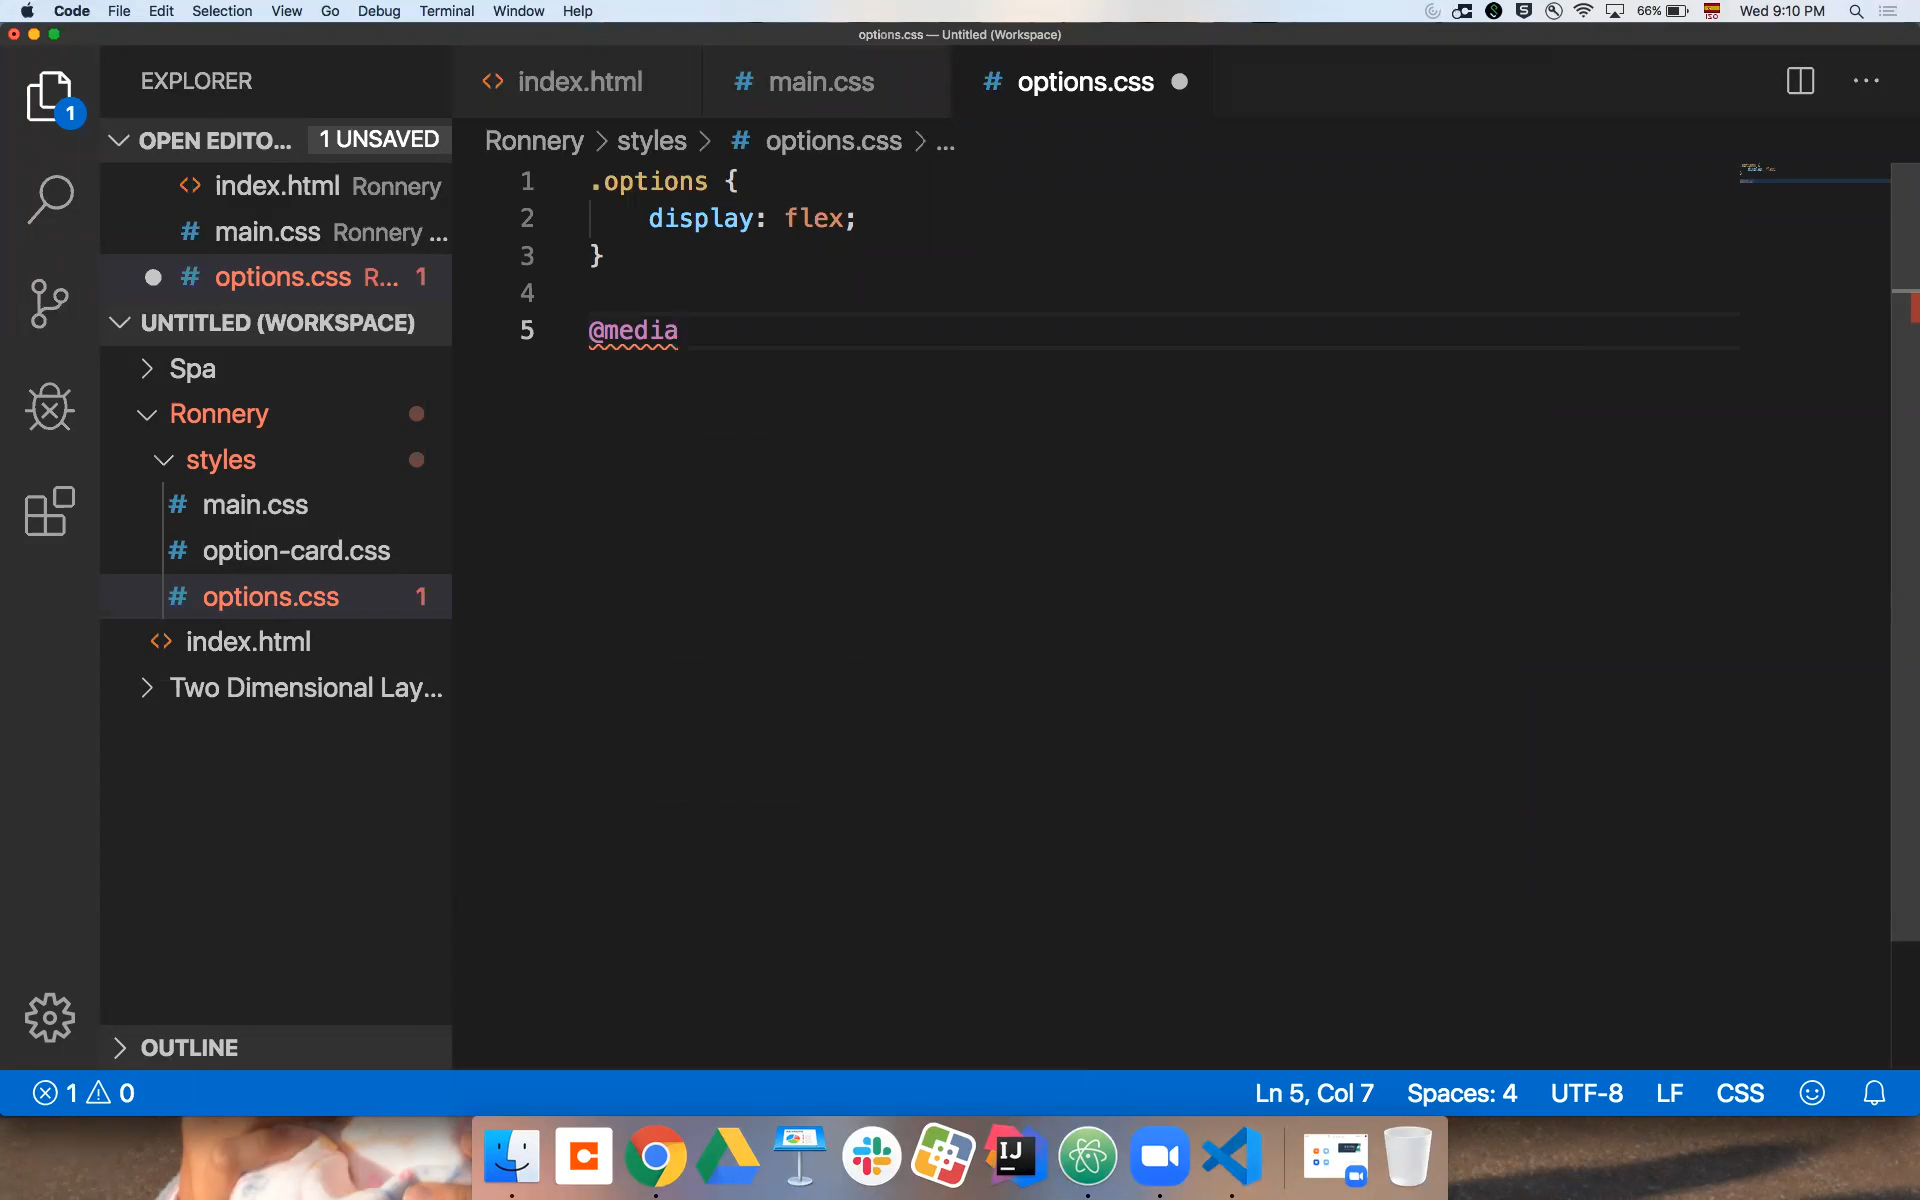 Code File Edit Selection View Go Debug Terminal Window Help 66% ISO Wed 9:10 PM
options.css — Untitled (Workspace)
EXPLORER
index.html
main.css
options.css
1
OPEN EDITO... 1 UNSAVED
index.html Ronnery
main.css Ronnery ...
options.css R... 1
UNTITLED (WORKSPACE)
Spa
Ronnery
styles
main.css
option-card.css
options.css 1
index.html
Two Dimensional Lay...
OUTLINE
Ronnery > styles > # options.css > ...
1 .options {
2 display: flex;
3 }
4
5 @media
1 0
Ln 5, Col 7 Spaces: 4 UTF-8 LF CSS
IJ